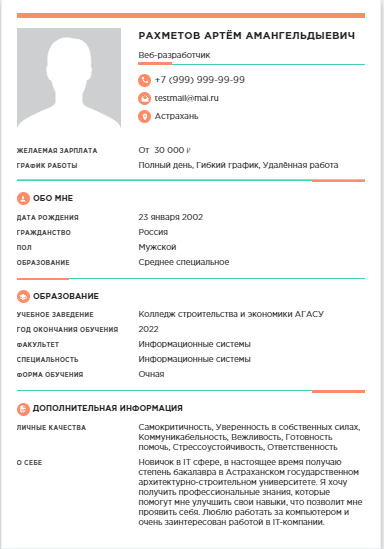 РАХМЕТОВ АРТЁМ АМАНГЕЛЬДЫЕВИЧ
Веб-разработчик
+7 (999) 999-99-99
testmail@mai.ru
Астрахань
ЖЕЛАЕМАЯ ЗАРПЛАТА От 30 000 ₽
ГРАФИК РАБОТЫ Полный день, Гибкий график, Удалённая работа
ОБО МНЕ
ДАТА РОЖДЕНИЯ 23 января 2002
ГРАЖДАНСТВО Россия
ПОЛ Мужской
ОБРАЗОВАНИЕ Среднее специальное
ОБРАЗОВАНИЕ
УЧЕБНОЕ ЗАВЕДЕНИЕ Колледж строительства и экономики АГАСУ
ГОД ОКОНЧАНИЯ ОБУЧЕНИЯ 2022
ФАКУЛЬТЕТ Информационные системы
СПЕЦИАЛЬНОСТЬ Информационные системы
ФОРМА ОБУЧЕНИЯ Очная
ДОПОЛНИТЕЛЬНАЯ ИНФОРМАЦИЯ
ЛИЧНЫЕ КАЧЕСТВА Самокритичность, Уверенность в собственных силах,
Коммуникабельность, Вежливость, Готовность
помочь, Стрессоустойчивость, Ответственность
О СЕБЕ Новичок в IT сфере, в настоящее время получаю
степень бакалавра в Астраханском государственном
архитектурно-строительном университете. Я хочу
получить профессиональные знания, которые
помогут мне улучшить свои навыки, что позволит мне
проявить себя. Люблю работать за компьютером и
очень заинтересован работой в IT-компании.